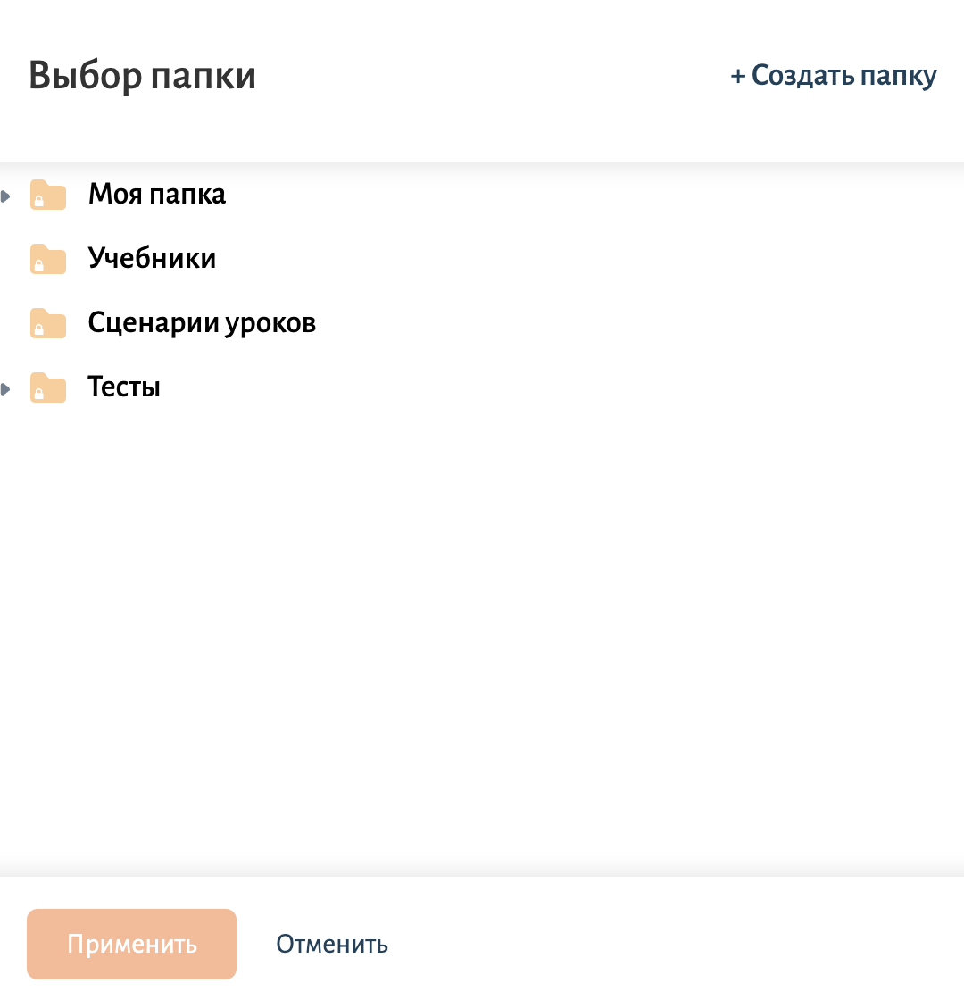 Выбор папки
+ Создать папку
Моя папка
Учебники
Сценарии уроков
Тесты
Применить
Отменить